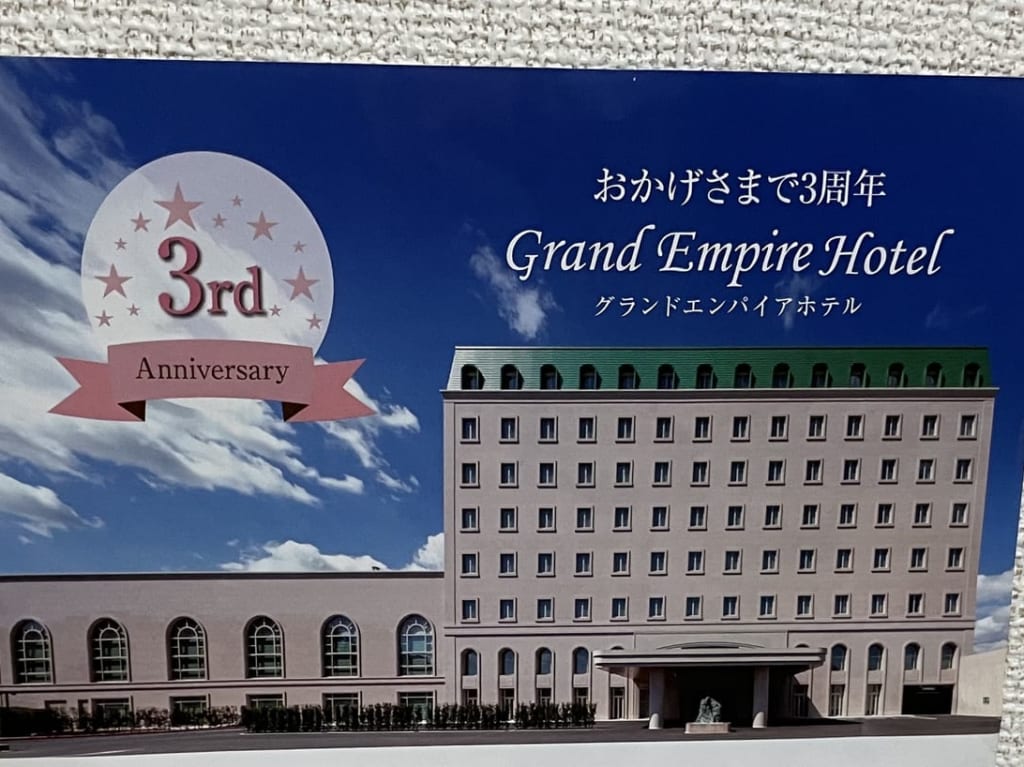 3rd
Anniversary
おかげさまで3周年
Grand Empire Hotel
グランドエンパイアホテル